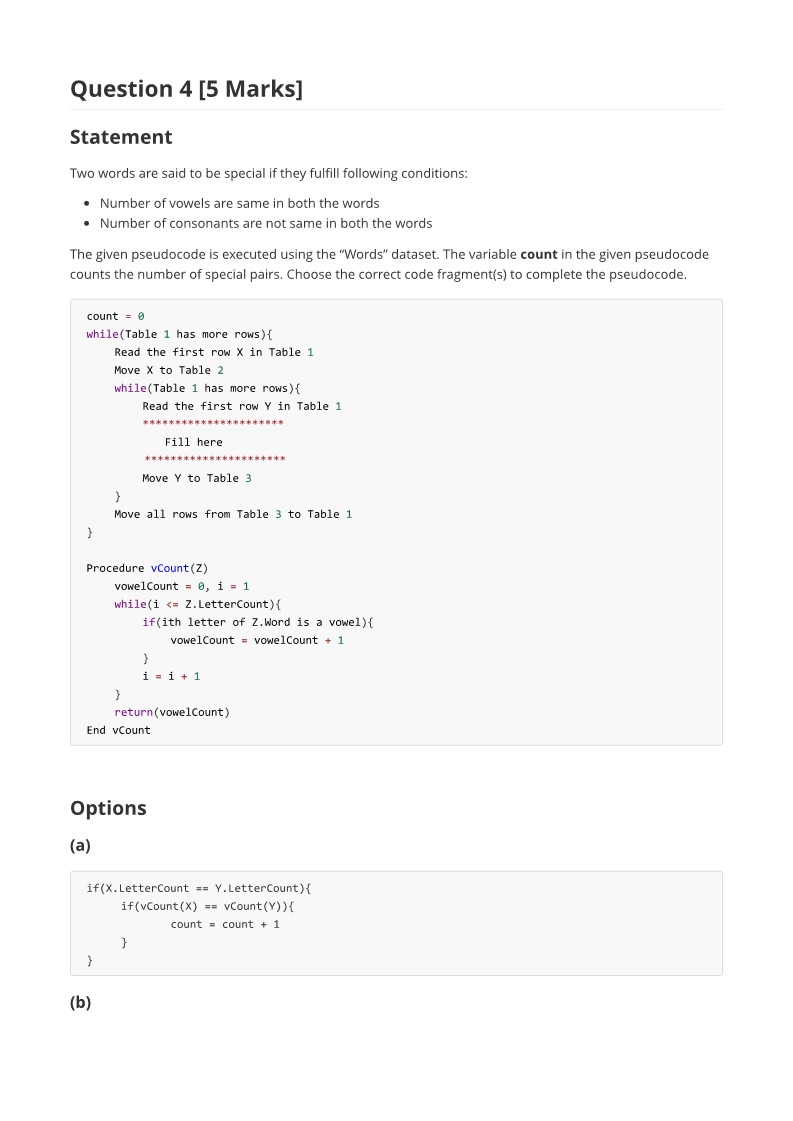 Question 4 [5 Marks]
Statement
Two words are said to be special if they fulfill following conditions:
• Number of vowels are same in both the words
• Number of consonants are not same in both the words
The given pseudocode is executed using the “Words” dataset. The variable count in the given pseudocode
counts the number of special pairs. Choose the correct code fragment(s) to complete the pseudocode.
count = 0
while(Table 1 has more rows){
    Read the first row X in Table 1
    Move X to Table 2
    while(Table 1 has more rows){
        Read the first row Y in Table 1
        **********************
           Fill here
        **********************
        Move Y to Table 3
    }
    Move all rows from Table 3 to Table 1
}
Procedure vCount(Z)
    vowelCount = 0, i = 1
    while(i <= Z.LetterCount){
        if(ith letter of Z.Word is a vowel){
            vowelCount = vowelCount + 1
        }
        i = i + 1
    }
    return(vowelCount)
End vCount
Options
(a)
if(X.LetterCount == Y.LetterCount){
     if(vCount(X) == vCount(Y)){
            count = count + 1
     }
}
(b)